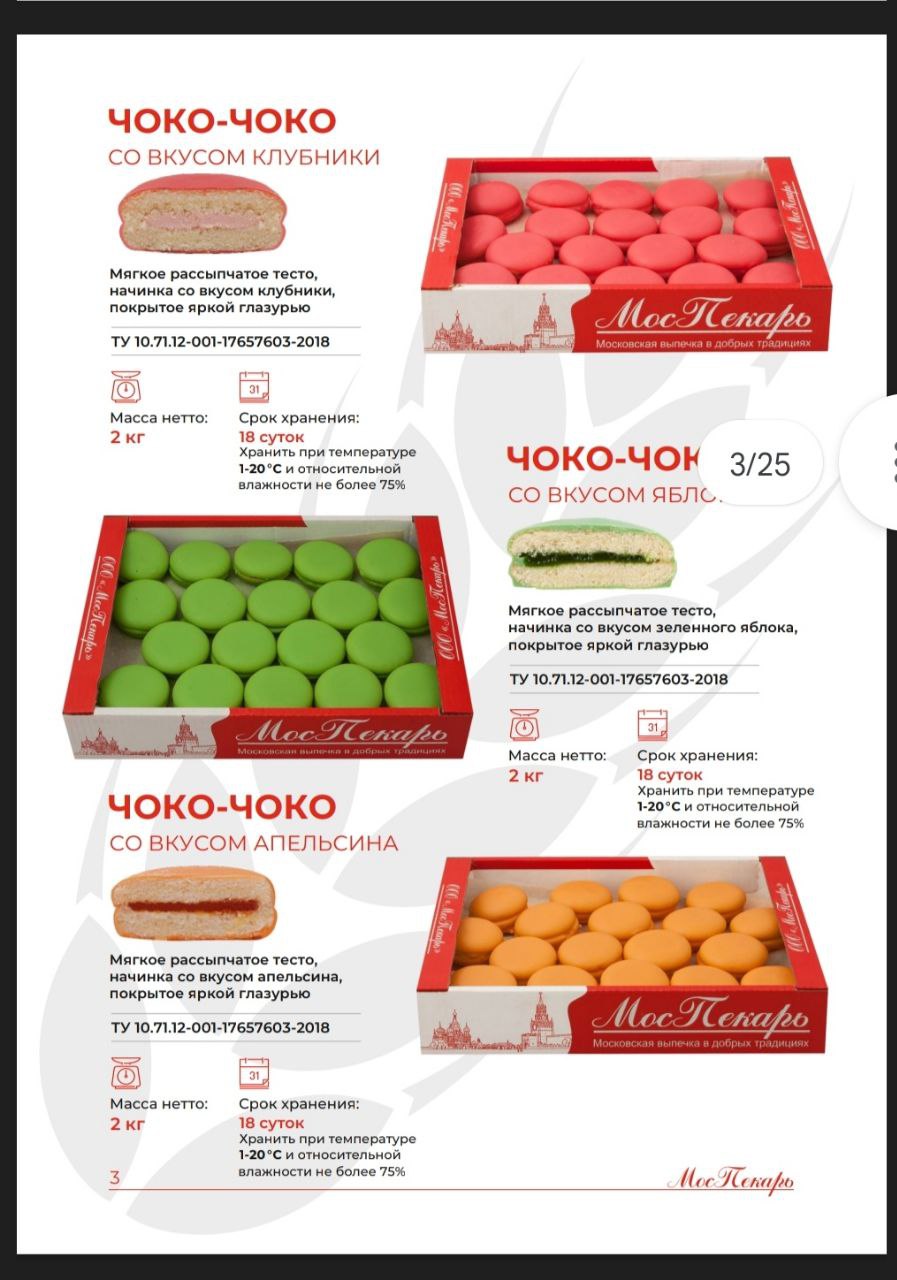 ЧОКО-ЧОКО
СО ВКУСОМ КЛУБНИКИ
Мягкое рассыпчатое тесто,
начинка со вкусом клубники,
покрытое яркой глазурью
ТУ 10.71.12-001-17657603-2018
31
Масса нетто:
2 кг
Срок хранения:
18 суток
Хранить при температуре
1-20°С и относительной
влажности не более 75%
ООО «МосПекарь»
ООО «МосПекарь»
МосПекарь
Московская выпечка в добрых традициях
3/25
ЧОКО-ЧОК
СО ВКУСОМ ЯБЛО
Мягкое рассыпчатое тесто,
начинка со вкусом зеленного яблока,
покрытое яркой глазурью
ТУ 10.71.12-001-17657603-2018
31
Масса нетто:
2 кг
Срок хранения:
18 суток
Хранить при температуре
1-20°С и относительной
влажности не более 75%
ООО «МосПекарь»
ООО «МосПекарь»
МосПекарь
Московская выпечка в добрых традициях
ЧОКО-ЧОКО
СО ВКУСОМ АПЕЛЬСИНА
Мягкое рассыпчатое тесто,
начинка со вкусом апельсина,
покрытое яркой глазурью
ТУ 10.71.12-001-17657603-2018
31
Масса нетто:
2 кг
Срок хранения:
18 суток
Хранить при температуре
1-20°С и относительной
влажности не более 75%
ООО «МосПекарь»
ООО «МосПекарь»
МосПекарь
Московская выпечка в добрых традициях
3
МосПекарь